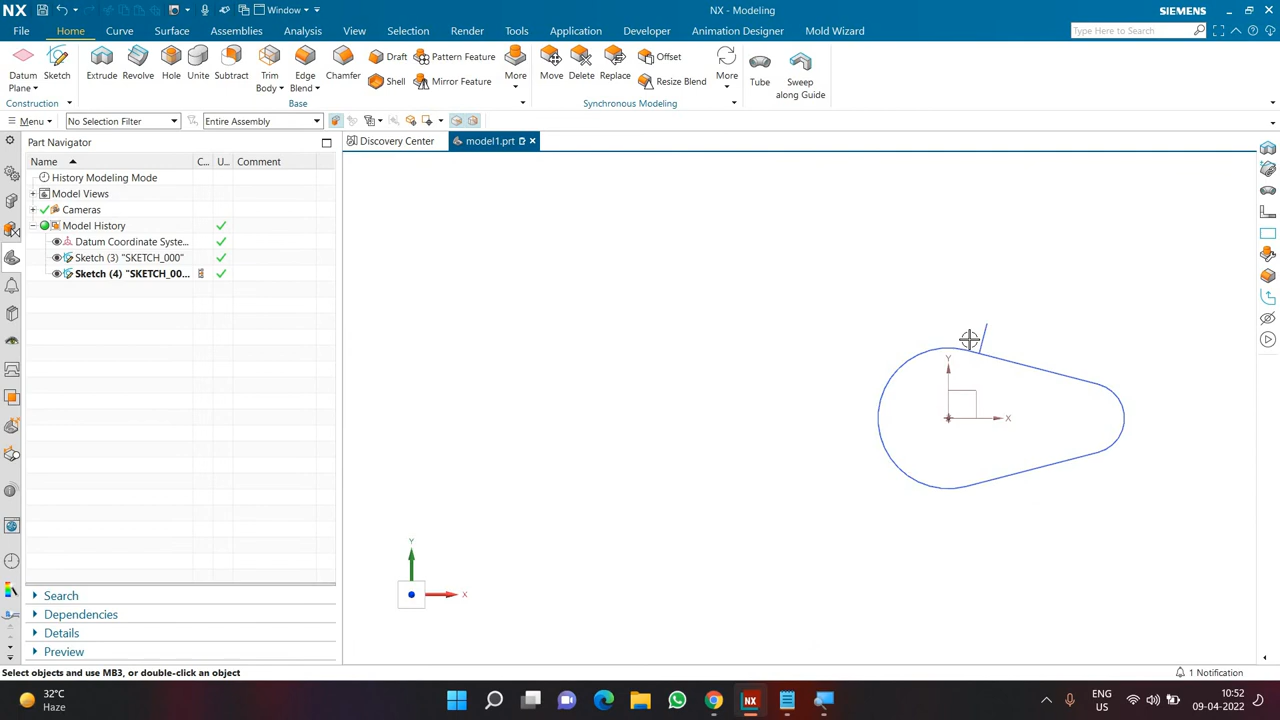 NX
Window
NX - Modeling
SIEMENS
File
Home
Curve
Surface
Assemblies
Analysis
View
Selection
Render
Tools
Application
Developer
Animation Designer
Mold Wizard
Type Here to Search
Datum
Plane
Sketch
Extrude
Revolve
Hole
Unite
Subtract
Trim
Body
Edge
Blend
Chamfer
Draft
Shell
Pattern Feature
Mirror Feature
More
Move
Delete
Replace
Offset
Resize Blend
More
Tube
Sweep
along Guide
Construction
Base
Synchronous Modeling
Menu
No Selection Filter
Entire Assembly
Part Navigator
Discovery Center
model1.prt
Name
C...
U...
Comment
History Modeling Mode
Model Views
Cameras
Model History
Datum Coordinate Syste...
Sketch (3) "SKETCH_000"
Sketch (4) "SKETCH_00...
Y
X
Y
X
Search
Dependencies
Details
Preview
Select objects and use MB3, or double-click an object
1 Notification
32°C
Haze
ENG
US
10:52
09-04-2022